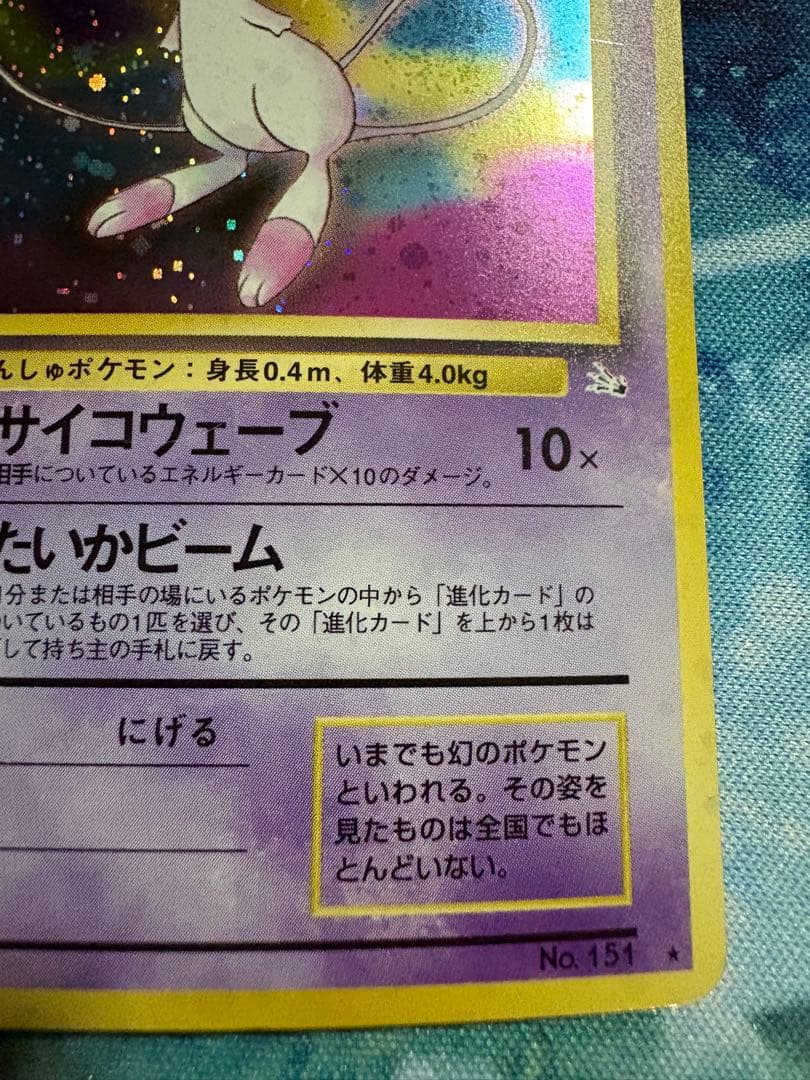 んしゅポケモン：身長0.4m、体重4.0kg
サイコウェーブ 10×
相手についているエネルギーカード×10のダメージ。
たいかビーム
分または相手の場にいるポケモンの中から「進化カード」の
いているもの1匹を選び、その「進化カード」を上から1枚は
して持ち主の手札に戻す。
にげる
いまでも幻のポケモン
といわれる。その姿を
見たものは全国でもほ
とんどいない。
No. 151 ★